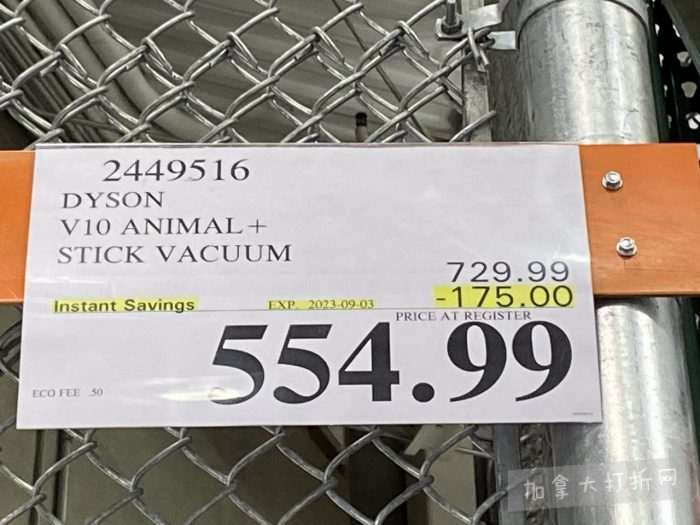 2449516
DYSON
V10 ANIMAL+
STICK VACUUM
729.99
Instant Savings EXP. 2023-09-03 -175.00
PRICE AT REGISTER
554.99
ECO FEE .50
加拿大打折网